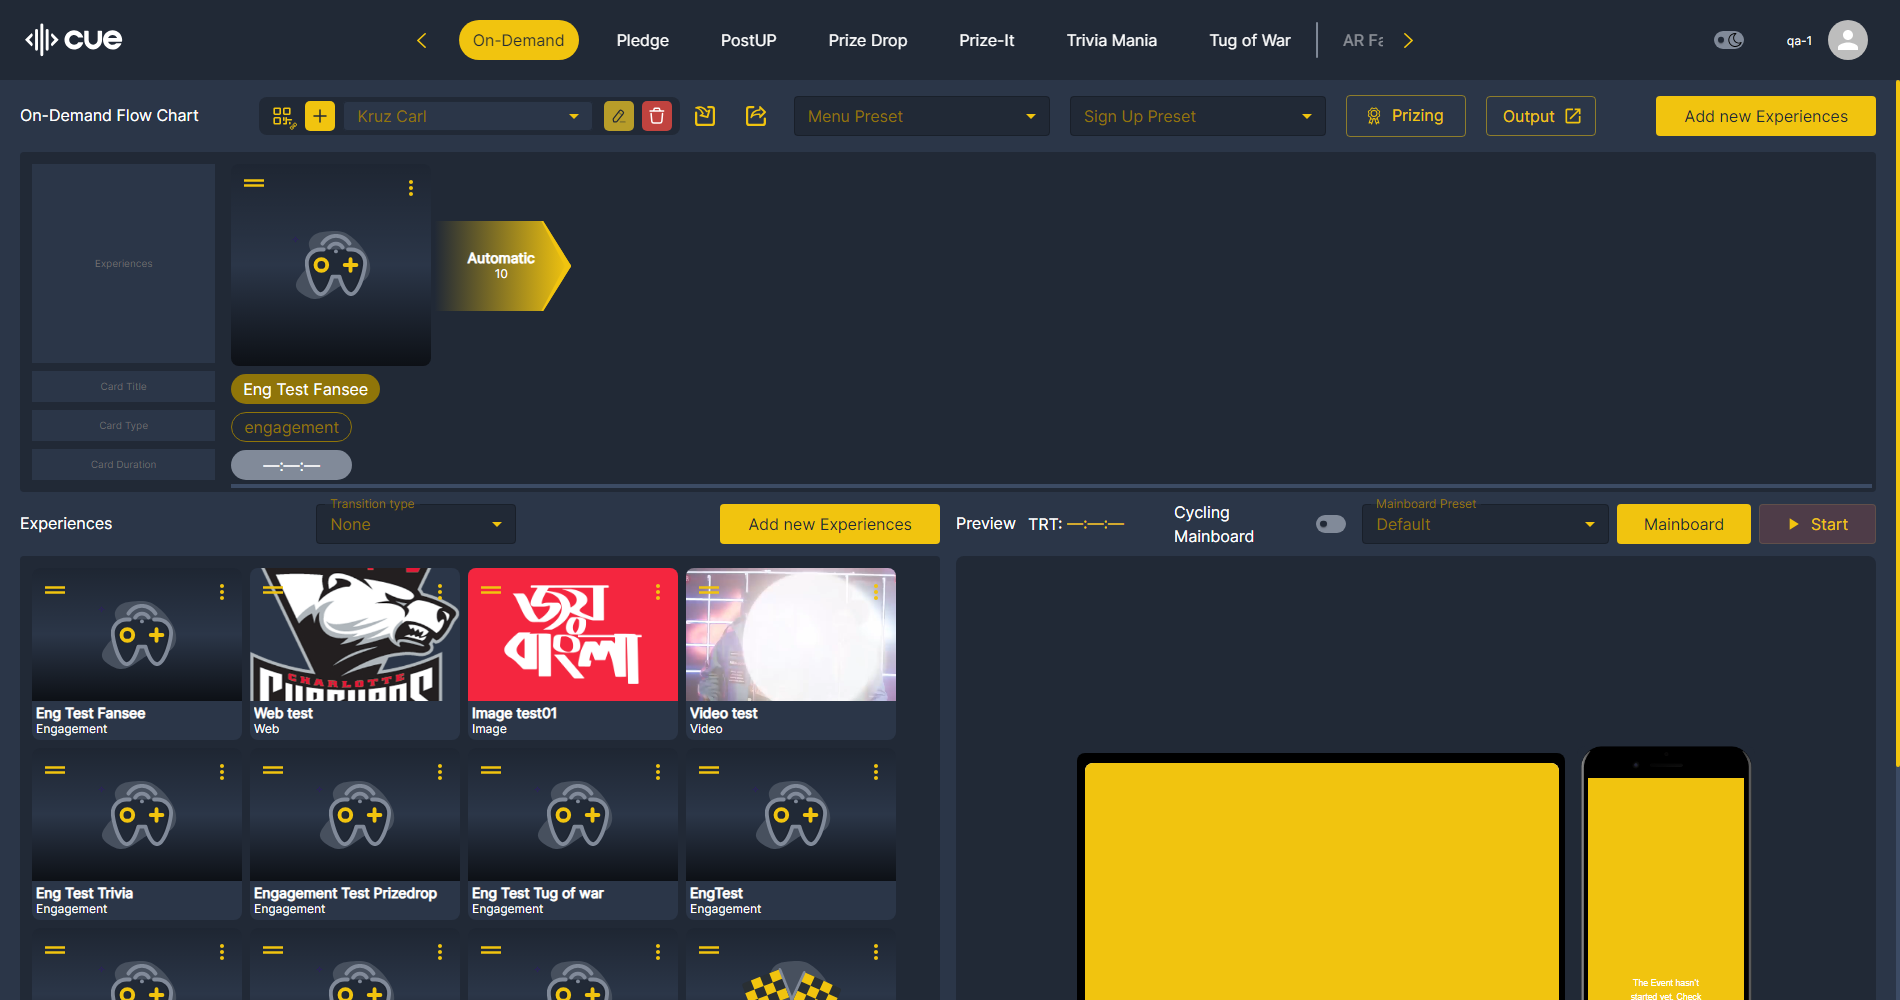 cue
On-Demand
Pledge
PostUP
Prize Drop
Prize-It
Trivia Mania
Tug of War
AR Fa
qa-1
On-Demand Flow Chart
Kruz Carl
Menu Preset
Sign Up Preset
Prizing
Output
Add new Experiences
Experiences
Automatic
10
Card Title
Eng Test Fansee
Card Type
engagement
Card Duration
—:—:—
Experiences
Transition type
None
Add new Experiences
Preview
TRT: —:—:—
Cycling
Mainboard
Mainboard Preset
Default
Mainboard
Start
CHARLOTTE
জয়
বাংলা
Eng Test Fansee
Engagement
Web test
Web
Image test01
Image
Video test
Video
Eng Test Trivia
Engagement
Engagement Test Prizedrop
Engagement
Eng Test Tug of war
Engagement
EngTest
Engagement
The Event hasn't
started yet. Check